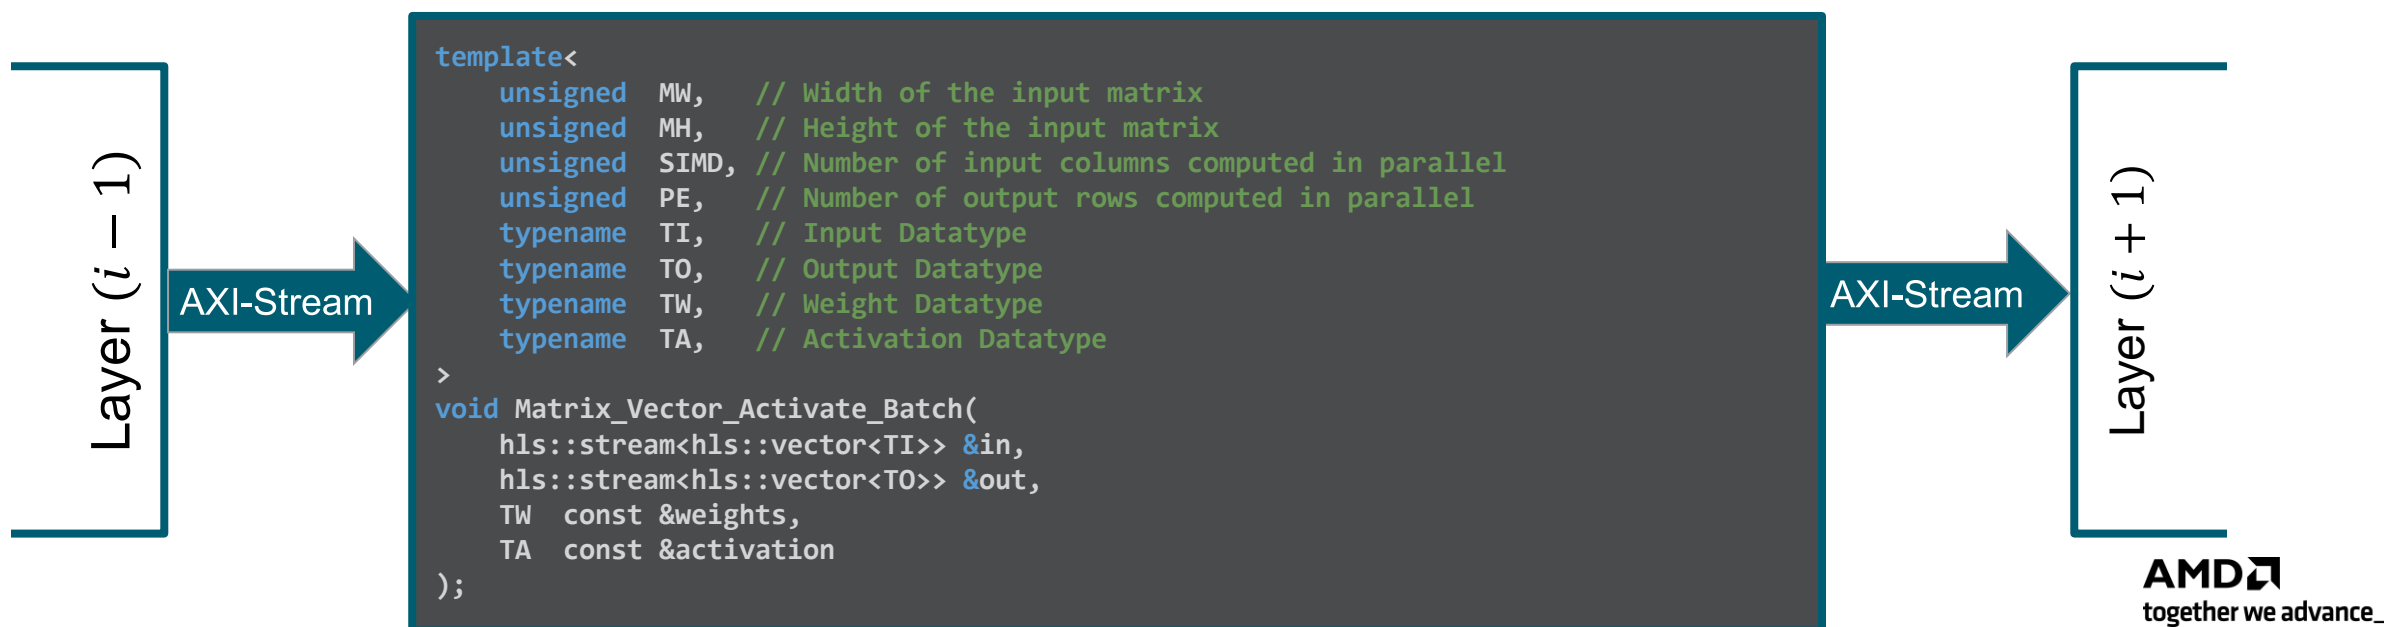 Layer (i − 1)
AXI-Stream
template<
    unsigned  MW,   // Width of the input matrix
    unsigned  MH,   // Height of the input matrix
    unsigned  SIMD, // Number of input columns computed in parallel
    unsigned  PE,   // Number of output rows computed in parallel
    typename  TI,   // Input Datatype
    typename  TO,   // Output Datatype
    typename  TW,   // Weight Datatype
    typename  TA,   // Activation Datatype
>
void Matrix_Vector_Activate_Batch(
    hls::stream<hls::vector<TI>> &in,
    hls::stream<hls::vector<TO>> &out,
    TW  const &weights,
    TA  const &activation
);
AXI-Stream
Layer (i + 1)
AMD
together we advance_